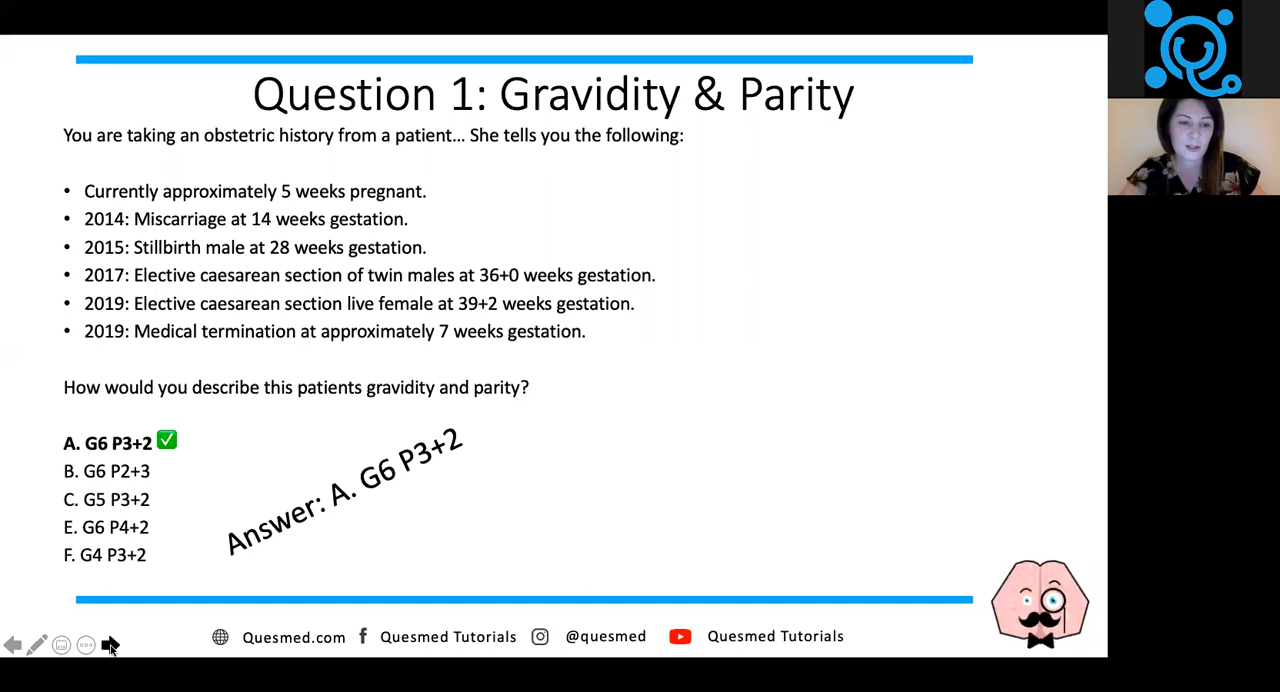 Question 1: Gravidity & Parity
You are taking an obstetric history from a patient... She tells you the following:
• Currently approximately 5 weeks pregnant.
• 2014: Miscarriage at 14 weeks gestation.
• 2015: Stillbirth male at 28 weeks gestation.
• 2017: Elective caesarean section of twin males at 36+0 weeks gestation.
• 2019: Elective caesarean section live female at 39+2 weeks gestation.
• 2019: Medical termination at approximately 7 weeks gestation.
How would you describe this patients gravidity and parity?
A. G6 P3+2 ✅
B. G6 P2+3
C. G5 P3+2
E. G6 P4+2
F. G4 P3+2
Answer: A. G6 P3+2
Quesmed.com Quesmed Tutorials @quesmed Quesmed Tutorials